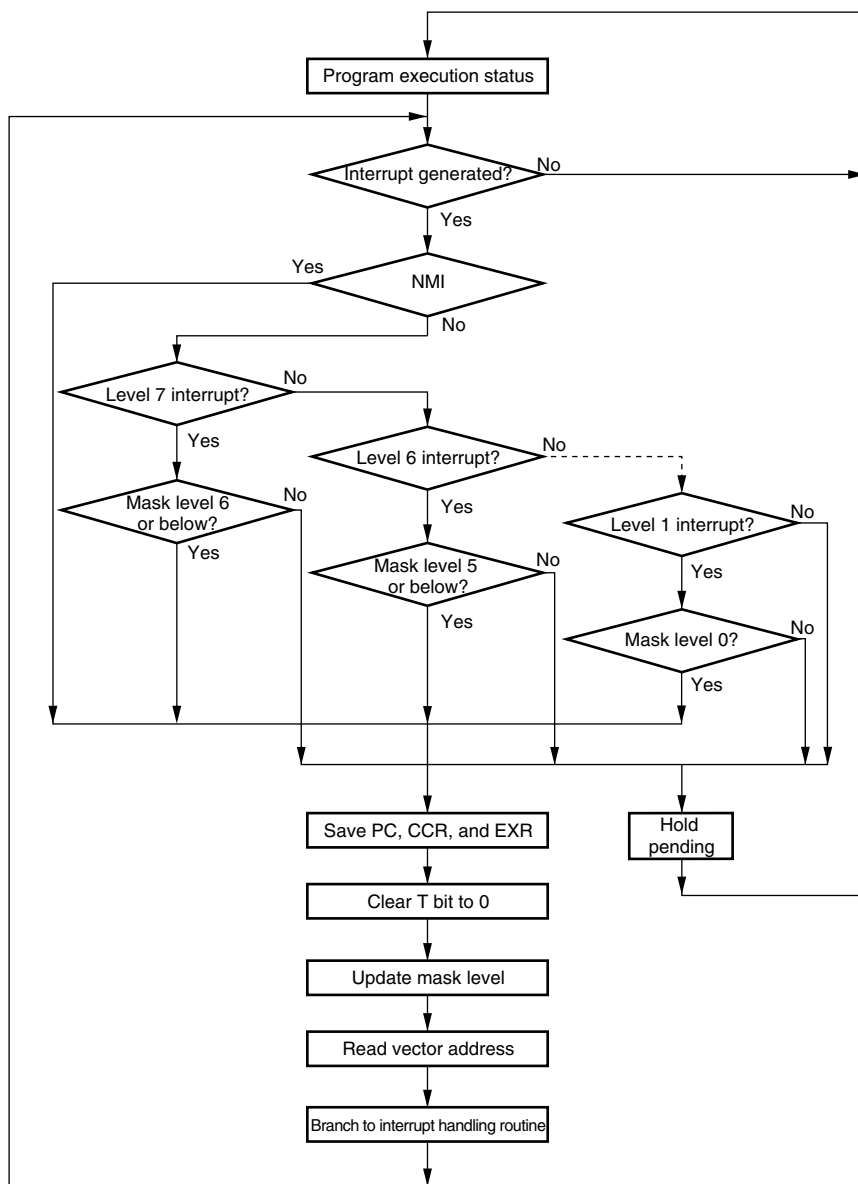 Program execution status
Interrupt generated?
No
Yes
Yes
NMI
No
Level 7 interrupt?
No
Yes
Level 6 interrupt?
No
Mask level 6
or below?
No
Yes
Level 1 interrupt?
No
Yes
Mask level 5
or below?
No
Yes
Yes
Mask level 0?
No
Yes
Save PC, CCR, and EXR
Hold
pending
Clear T bit to 0
Update mask level
Read vector address
Branch to interrupt handling routine